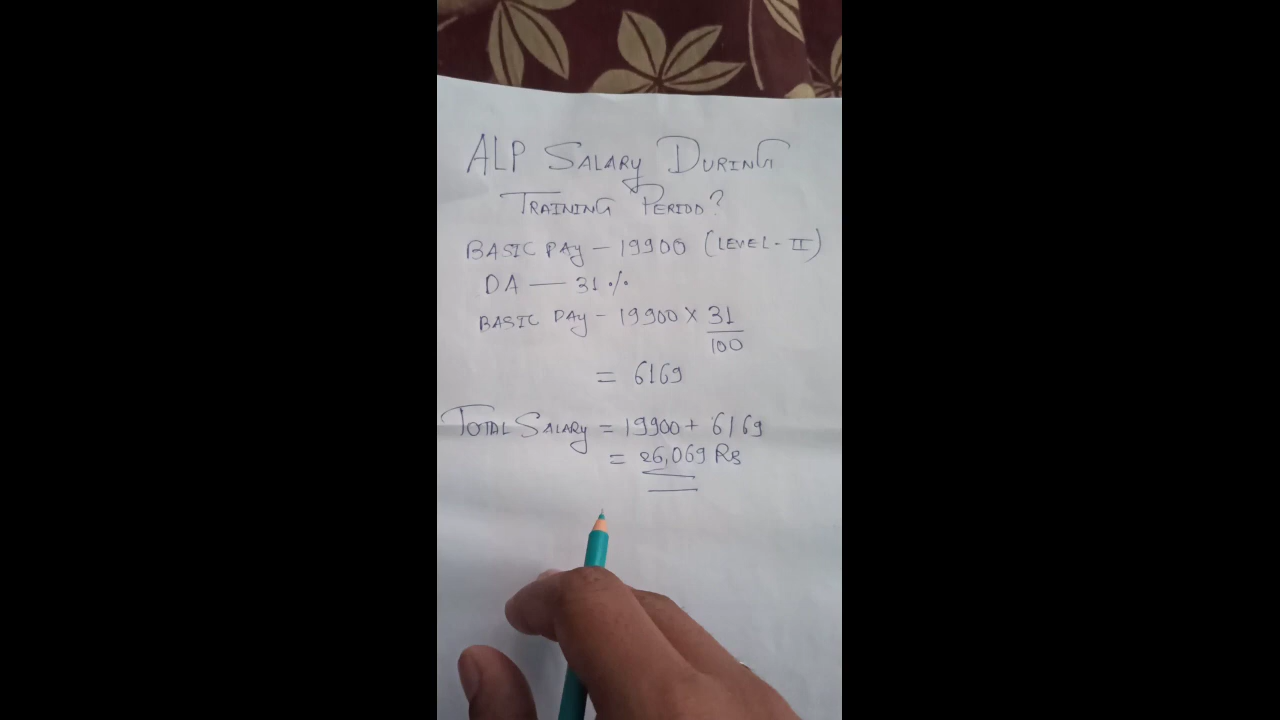 ALP SALARY DURING
TRAINING PERIOD?
BASIC PAY - 19900 (LEVEL - II)
DA — 31 %
BASIC PAY - 19900 × 31/100
= 6169
TOTAL SALARY = 19900 + 6169
= 26,069 Rs